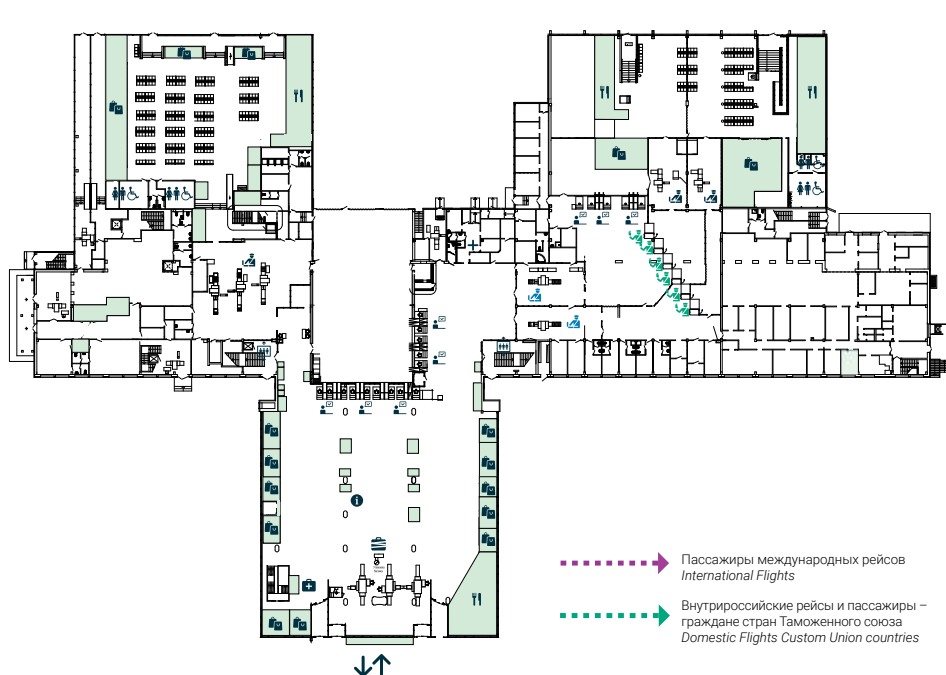 Пассажиры международных рейсов
International Flights
Внутрироссийские рейсы и пассажиры –
граждане стран Таможенного союза
Domestic Flights Custom Union countries